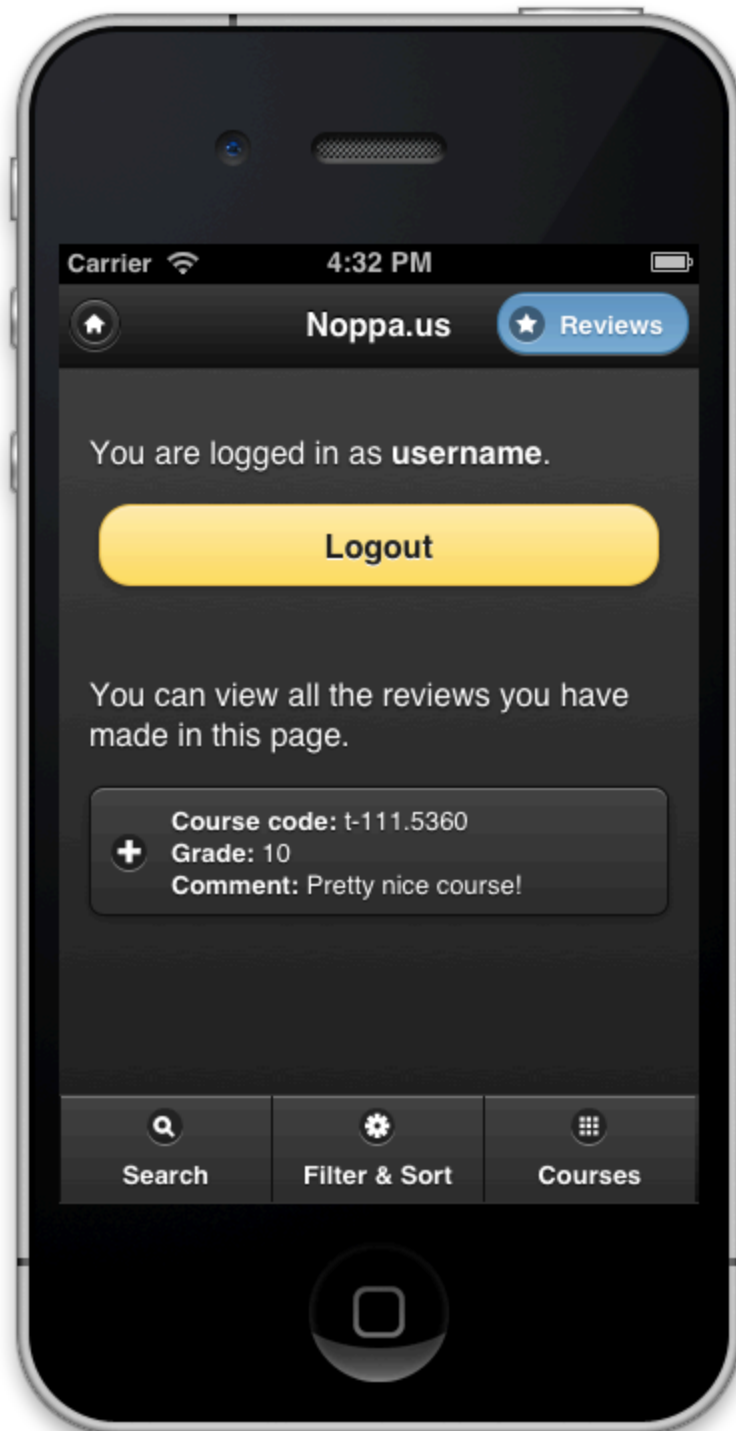 Carrier 4:32 PM
Noppa.us Reviews
You are logged in as username.
Logout
You can view all the reviews you have
made in this page.
Course code: t-111.5360
Grade: 10
Comment: Pretty nice course!
Search Filter & Sort Courses